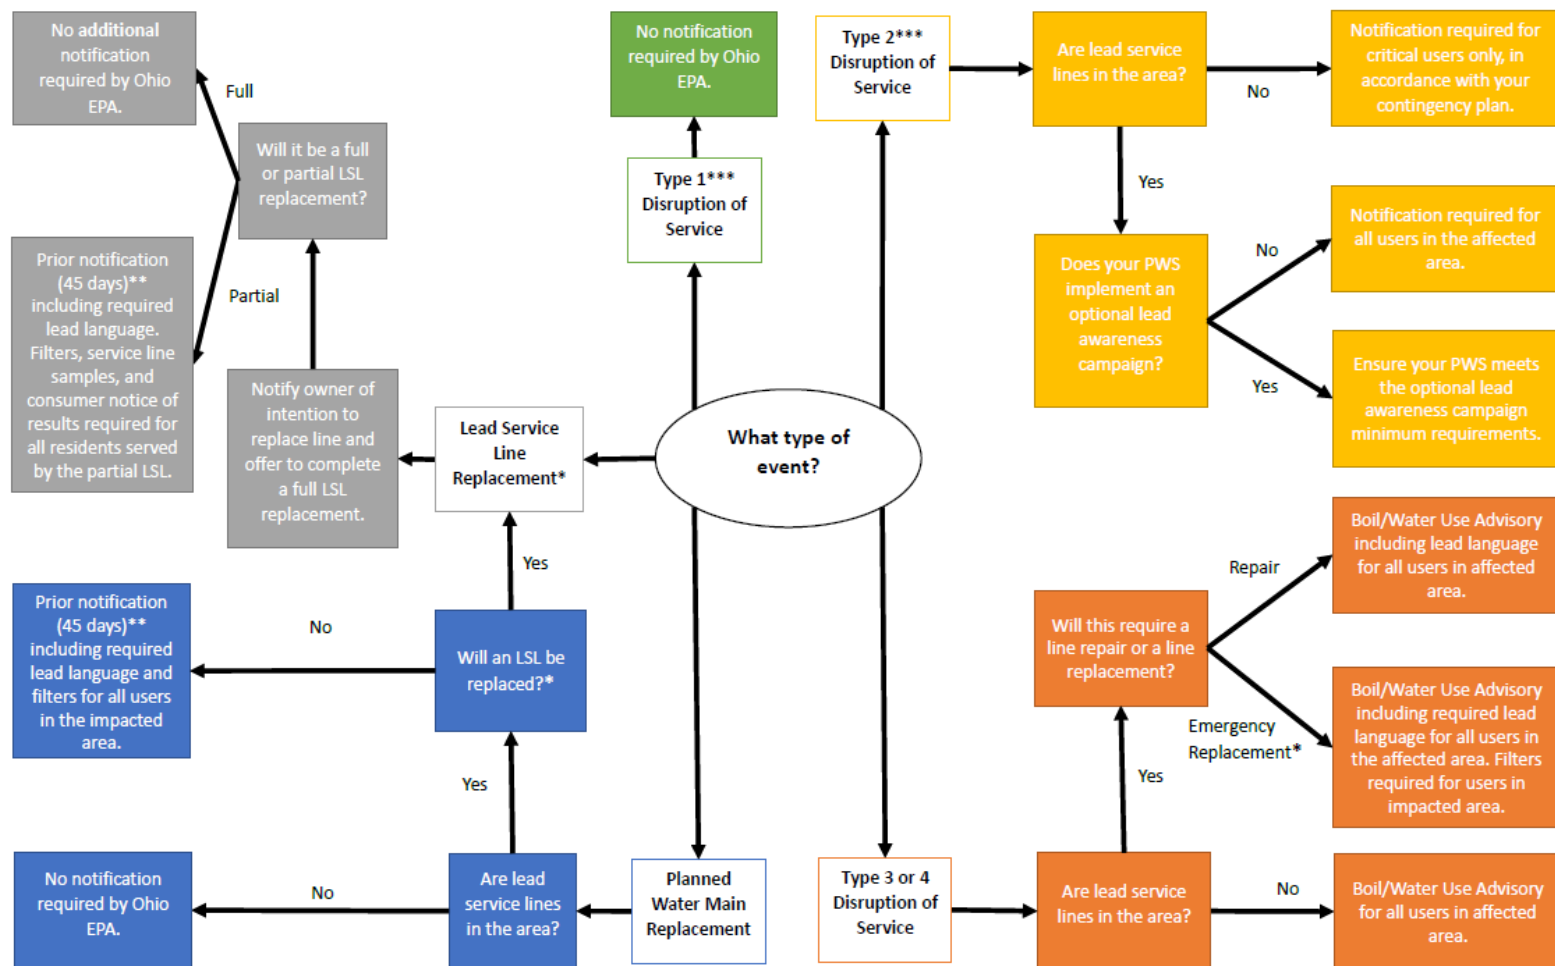 No additional
notification
required by Ohio
EPA.
Full
Will it be a full
or partial LSL
replacement?
Prior notification
(45 days)**
including required
lead language.
Filters, service line
samples, and
consumer notice of
results required for
all residents served
by the partial LSL.
Partial
Notify owner of
intention to
replace line and
offer to complete
a full LSL
replacement.
Lead Service
Line
Replacement*
No notification
required by Ohio
EPA.
Type 1***
Disruption of
Service
What type of
event?
Type 2***
Disruption of
Service
Are lead service
lines in the area?
No
Notification required for
critical users only, in
accordance with your
contingency plan.
Yes
Does your PWS
implement an
optional lead
awareness
campaign?
No
Notification required for
all users in the affected
area.
Yes
Ensure your PWS meets
the optional lead
awareness campaign
minimum requirements.
Yes
Prior notification
(45 days)**
including required
lead language and
filters for all users
in the impacted
area.
No
Will an LSL be
replaced?*
Yes
No notification
required by Ohio
EPA.
No
Are lead
service lines
in the area?
Planned
Water Main
Replacement
Type 3 or 4
Disruption of
Service
Are lead service
lines in the area?
No
Boil/Water Use Advisory
for all users in affected
area.
Yes
Will this require a
line repair or a line
replacement?
Repair
Boil/Water Use Advisory
including lead language
for all users in affected
area.
Emergency
Replacement*
Boil/Water Use Advisory
including required lead
language for all users in
the affected area. Filters
required for users in
impacted area.